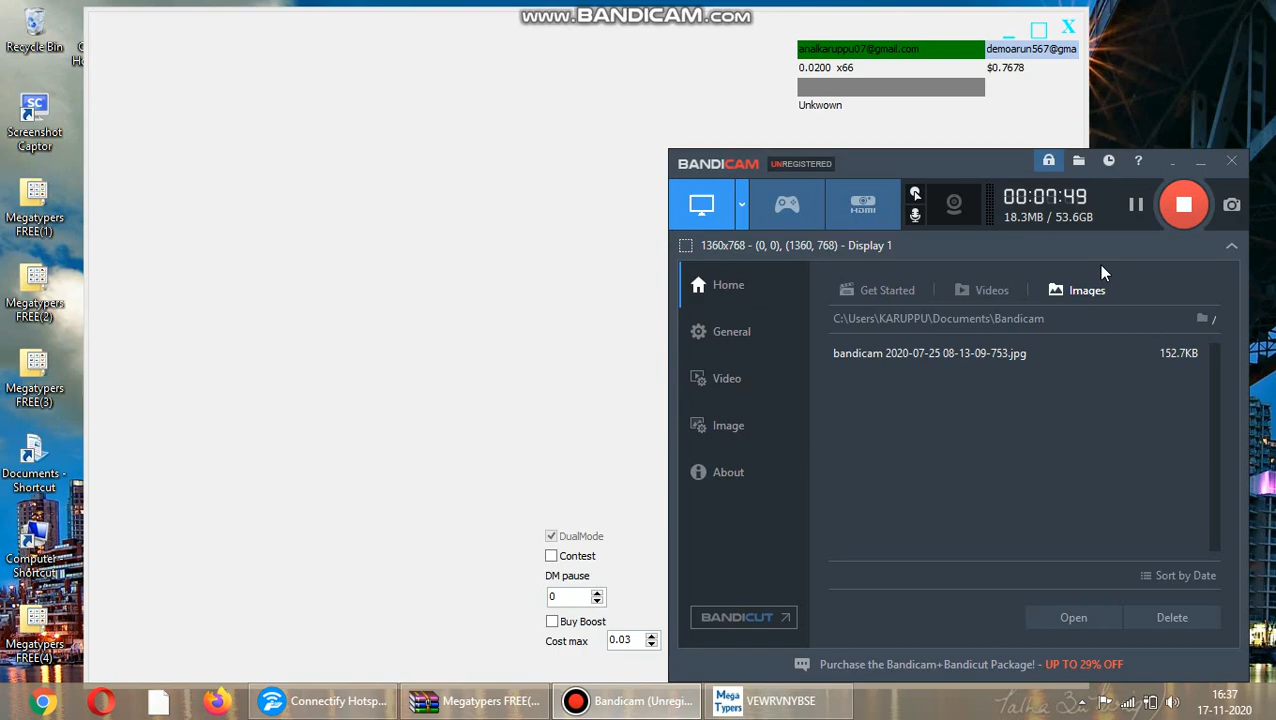 www.BANDICAM.com
Recycle Bin
analkaruppu07@gmail.com
demoarun567@gma
0.0200 x66
$0.7678
Unkwown
X
SC
Screenshot
Captor
Megatypers
FREE(1)
Megatypers
FREE(2)
Megatypers
FREE(3)
Documents -
Shortcut
Computer -
Shortcut
Megatypers
FREE(4)
BANDICAM UNREGISTERED
HDMI
00:07:49
18.3MB / 53.6GB
1360x768 - (0, 0), (1360, 768) - Display 1
Home
General
Video
Image
About
BANDICUT
Get Started
Videos
Images
C:\Users\KARUPPU\Documents\Bandicam
/
bandicam 2020-07-25 08-13-09-753.jpg
152.7KB
Sort by Date
Open
Delete
Purchase the Bandicam+Bandicut Package! - UP TO 29% OFF
DualMode
Contest
DM pause
0
Buy Boost
Cost max
0.03
Connectify Hotsp...
Megatypers FREE(...
Bandicam (Unregi...
Mega
Typers
VEWRVNYBSE
16:37
17-11-2020